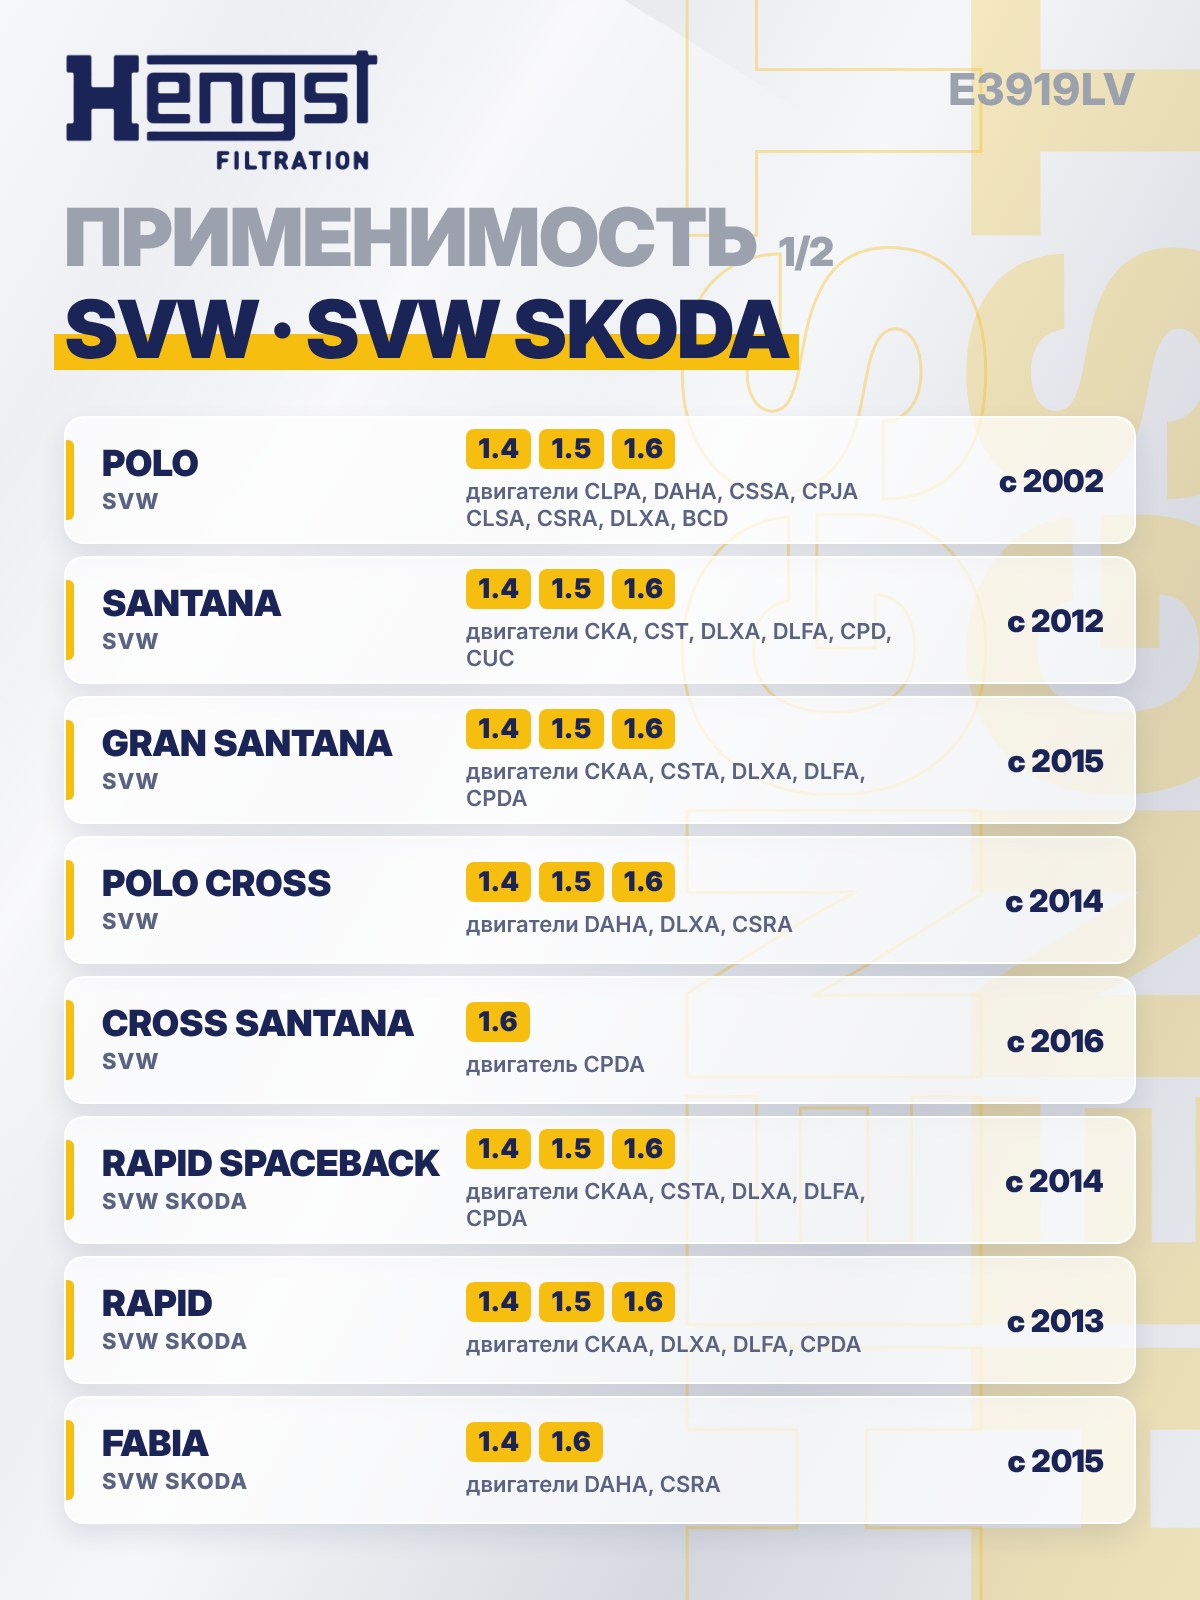 Hengst
FILTRATION
E3919LV
ПРИМЕНИМОСТЬ 1/2
SVW · SVW SKODA
POLO
SVW
1.4 1.5 1.6
двигатели CLPA, DAHA, CSSA, CPJA
CLSA, CSRA, DLXA, BCD
с 2002
SANTANA
SVW
1.4 1.5 1.6
двигатели CKA, CST, DLXA, DLFA, CPD,
CUC
с 2012
GRAN SANTANA
SVW
1.4 1.5 1.6
двигатели CKAA, CSTA, DLXA, DLFA,
CPDA
с 2015
POLO CROSS
SVW
1.4 1.5 1.6
двигатели DAHA, DLXA, CSRA
с 2014
CROSS SANTANA
SVW
1.6
двигатель CPDA
с 2016
RAPID SPACEBACK
SVW SKODA
1.4 1.5 1.6
двигатели CKAA, CSTA, DLXA, DLFA,
CPDA
с 2014
RAPID
SVW SKODA
1.4 1.5 1.6
двигатели CKAA, DLXA, DLFA, CPDA
с 2013
FABIA
SVW SKODA
1.4 1.6
двигатели DAHA, CSRA
с 2015
HENGST
HENGST